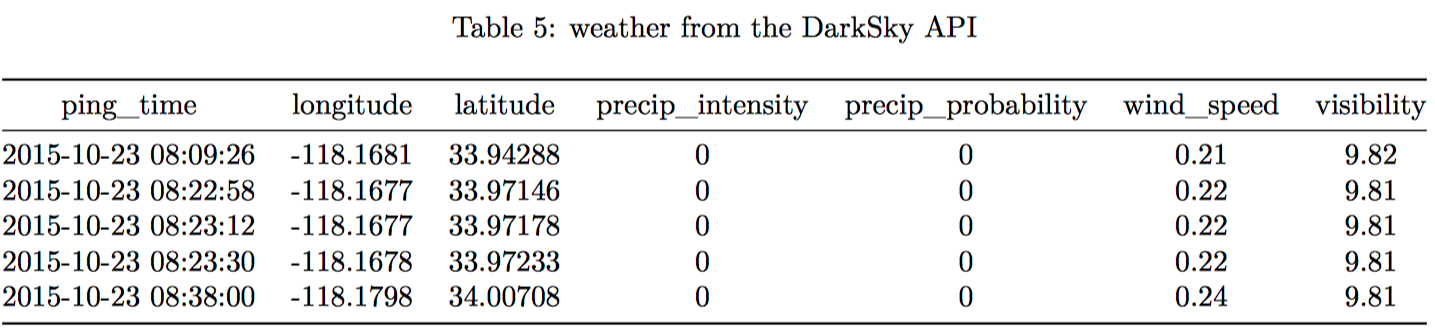 Table 5: weather from the DarkSky API
ping_time longitude latitude precip_intensity precip_probability wind_speed visibility
2015-10-23 08:09:26 -118.1681 33.94288 0 0 0.21 9.82
2015-10-23 08:22:58 -118.1677 33.97146 0 0 0.22 9.81
2015-10-23 08:23:12 -118.1677 33.97178 0 0 0.22 9.81
2015-10-23 08:23:30 -118.1678 33.97233 0 0 0.22 9.81
2015-10-23 08:38:00 -118.1798 34.00708 0 0 0.24 9.81